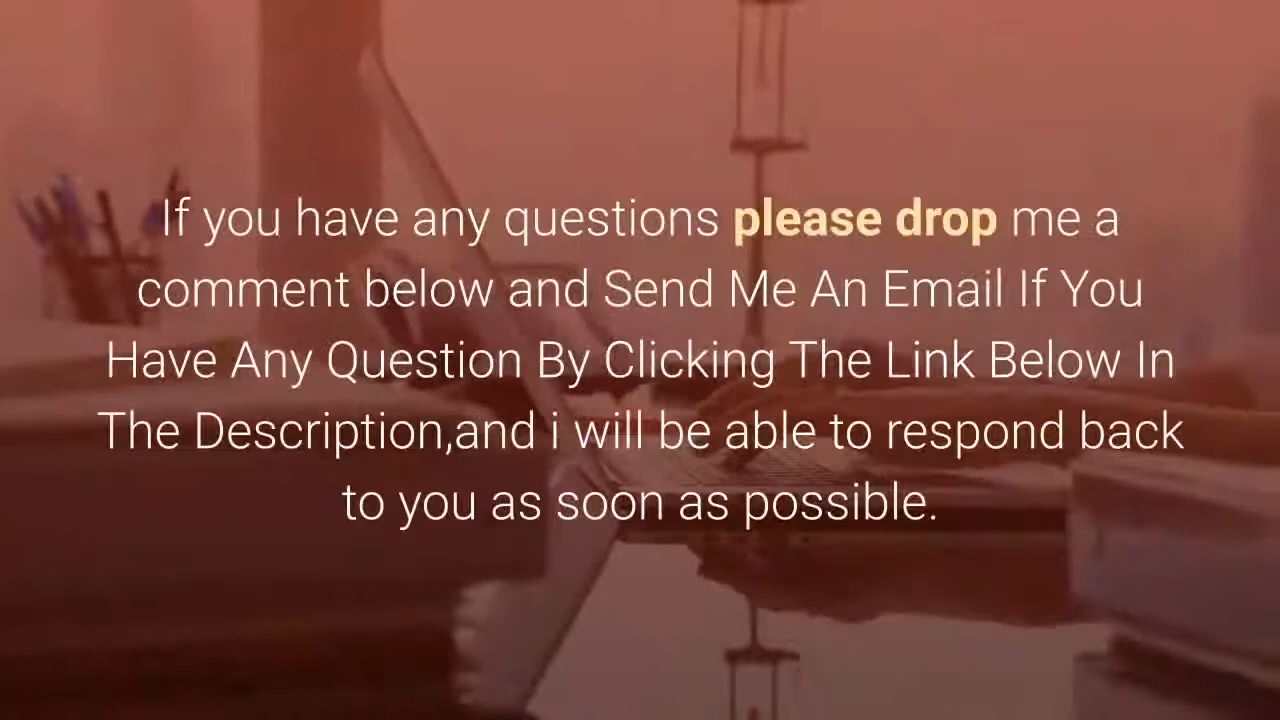 If you have any questions please drop me a
comment below and Send Me An Email If You
Have Any Question By Clicking The Link Below In
The Description,and i will be able to respond back
to you as soon as possible.